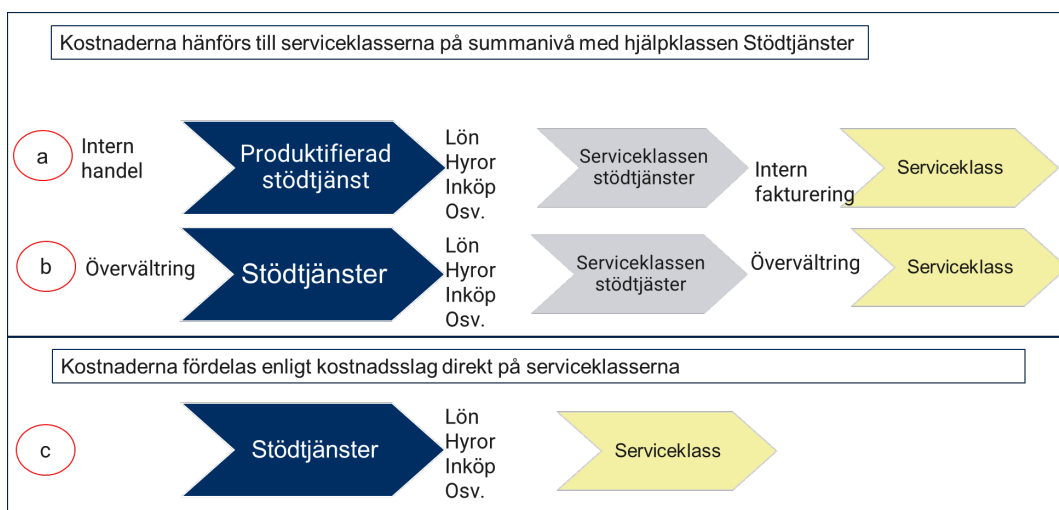 Kostnaderna hänförs till serviceklasserna på summanivå med hjälpklassen Stödtjänster
a
Intern
handel
Produktifierad
stödtjänst
Lön
Hyror
Inköp
Osv.
Serviceklassen
stödtjänster
Intern
fakturering
Serviceklass
b
Övervältring
Stödtjänster
Lön
Hyror
Inköp
Osv.
Serviceklassen
stödtjäster
Övervältring
Serviceklass
Kostnaderna fördelas enligt kostnadsslag direkt på serviceklasserna
c
Stödtjänster
Lön
Hyror
Inköp
Osv.
Serviceklass